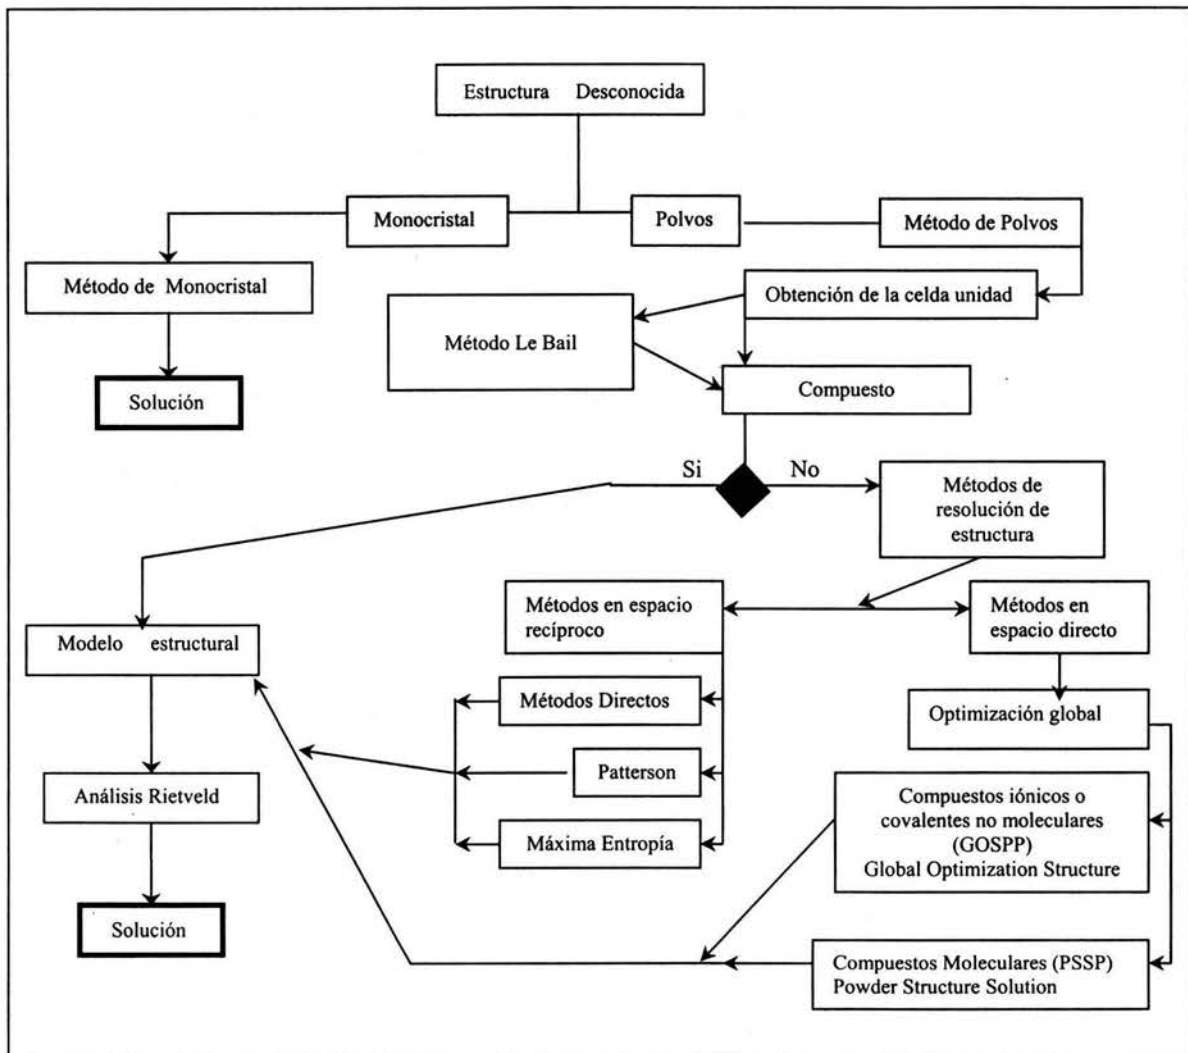 Estructura Desconocida
Monocristal
Polvos
Método de Polvos
Método de Monocristal
Obtención de la celda unidad
Método Le Bail
Solución
Compuesto
Si
No
Métodos de
resolución de
estructura
Métodos en espacio
recíproco
Métodos en
espacio directo
Modelo estructural
Métodos Directos
Optimización global
Patterson
Análisis Rietveld
Compuestos iónicos o
covalentes no moleculares
(GOSPP)
Global Optimization Structure
Máxima Entropía
Solución
Compuestos Moleculares (PSSP)
Powder Structure Solution